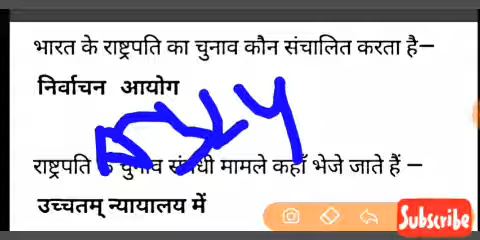 भारत के राष्ट्रपति का चुनाव कौन संचालित करता है—
निर्वाचन आयोग
राष्ट्रपति के चुनाव संबंधी मामले कहाँ भेजे जाते हैं —
उच्चतम् न्यायालय में
Subscribe